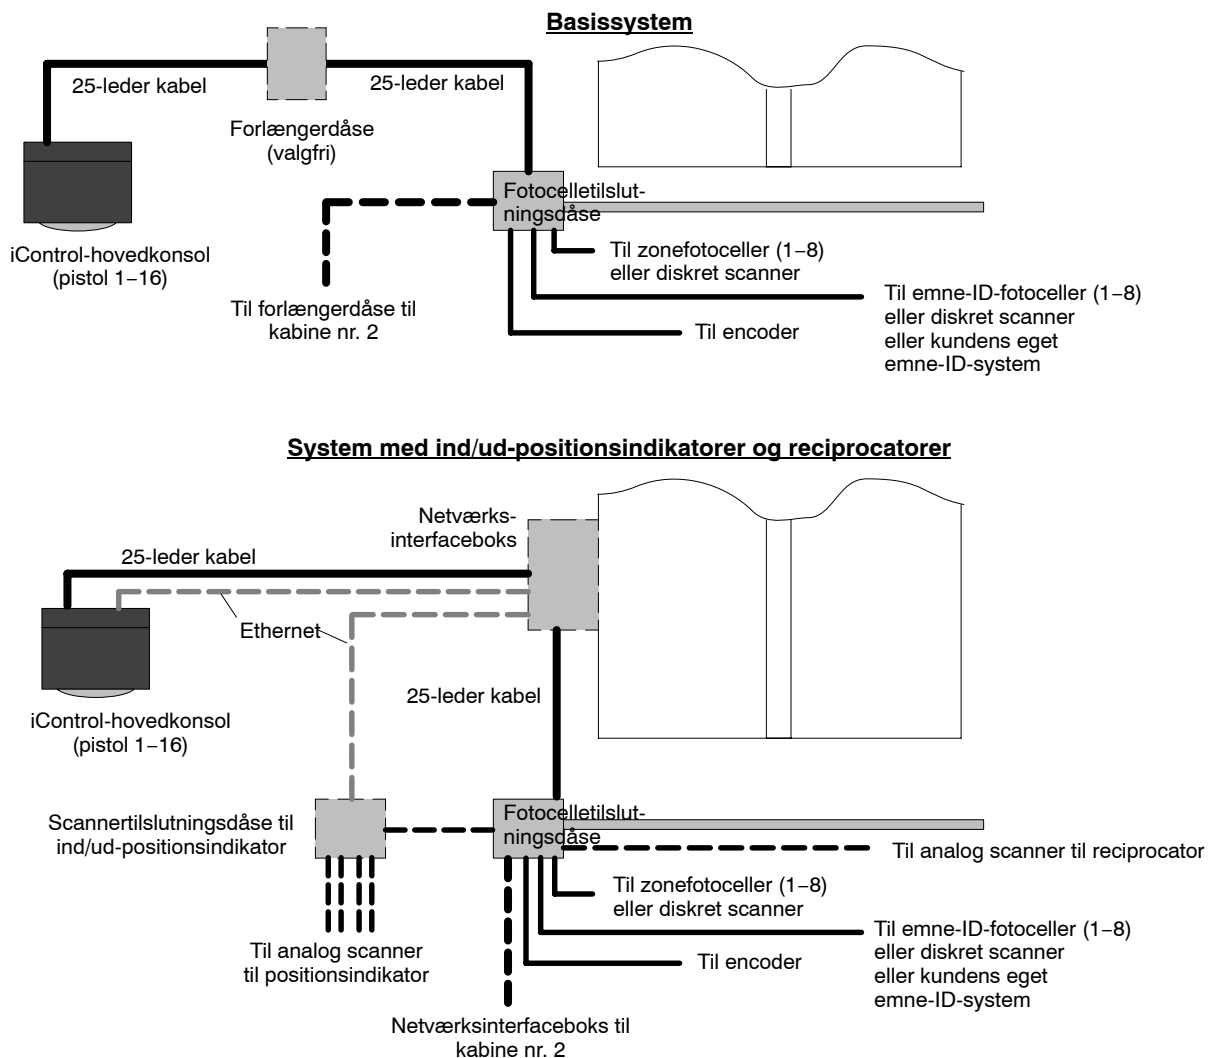 Basissystem
25-leder kabel
25-leder kabel
Forlængerdåse
(valgfri)
Fotocelletilslut-
ningsdåse
iControl-hovedkonsol
(pistol 1–16)
Til zonefotoceller (1–8)
eller diskret scanner
Til forlængerdåse til
kabine nr. 2
Til emne-ID-fotoceller (1–8)
eller diskret scanner
eller kundens eget
emne-ID-system
Til encoder
System med ind/ud-positionsindikatorer og reciprocatorer
Netværks-
interfaceboks
25-leder kabel
Ethernet
25-leder kabel
iControl-hovedkonsol
(pistol 1–16)
Scannertilslutningsdåse til
ind/ud-positionsindikator
Fotocelletilslut-
ningsdåse
Til analog scanner til reciprocator
Til zonefotoceller (1–8)
eller diskret scanner
Til emne-ID-fotoceller (1–8)
eller diskret scanner
eller kundens eget
emne-ID-system
Til analog scanner
til positionsindikator
Til encoder
Netværksinterfaceboks til
kabine nr. 2